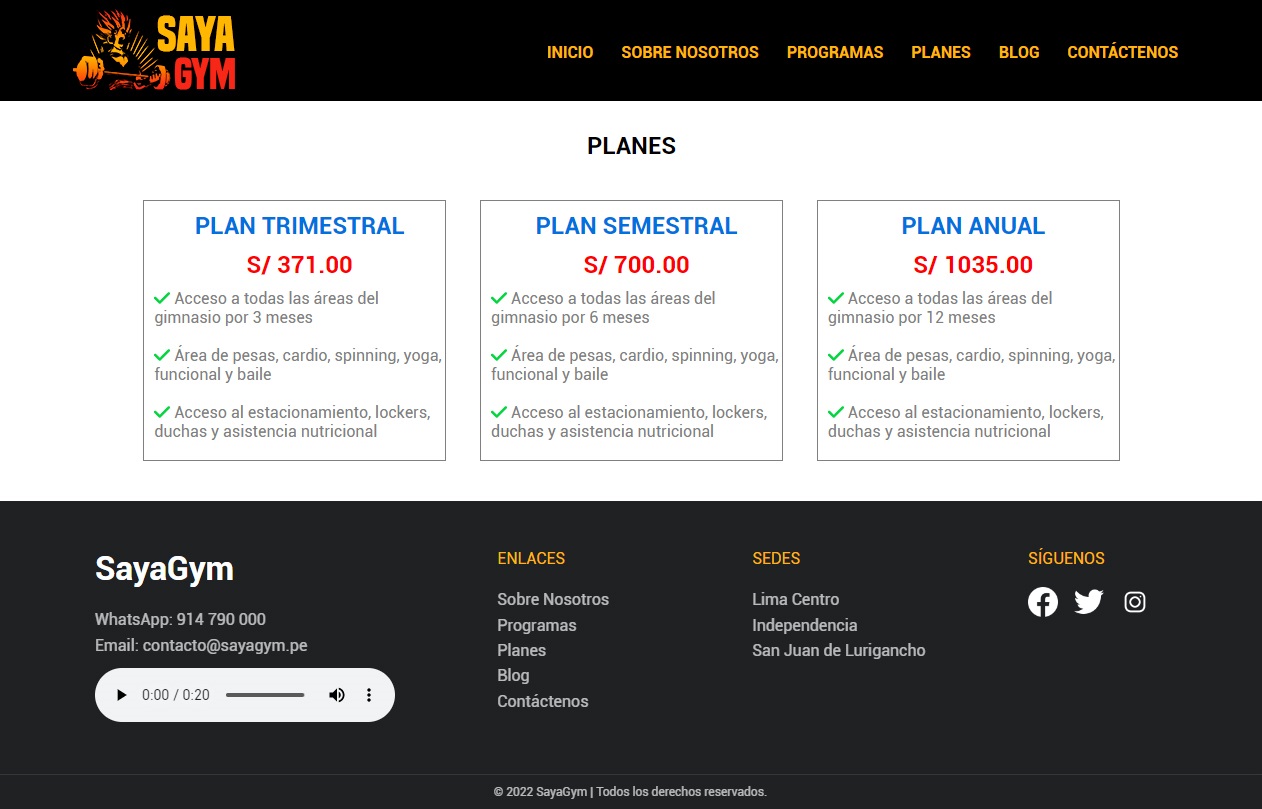 SAYA
GYM
INICIO SOBRE NOSOTROS PROGRAMAS PLANES BLOG CONTÁCTENOS
PLANES
PLAN TRIMESTRAL
S/ 371.00
Acceso a todas las áreas del
gimnasio por 3 meses
Área de pesas, cardio, spinning, yoga,
funcional y baile
Acceso al estacionamiento, lockers,
duchas y asistencia nutricional
PLAN SEMESTRAL
S/ 700.00
Acceso a todas las áreas del
gimnasio por 6 meses
Área de pesas, cardio, spinning, yoga,
funcional y baile
Acceso al estacionamiento, lockers,
duchas y asistencia nutricional
PLAN ANUAL
S/ 1035.00
Acceso a todas las áreas del
gimnasio por 12 meses
Área de pesas, cardio, spinning, yoga,
funcional y baile
Acceso al estacionamiento, lockers,
duchas y asistencia nutricional
SayaGym
WhatsApp: 914 790 000
Email: contacto@sayagym.pe
0:00 / 0:20
ENLACES
Sobre Nosotros
Programas
Planes
Blog
Contáctenos
SEDES
Lima Centro
Independencia
San Juan de Lurigancho
SÍGUENOS
© 2022 SayaGym | Todos los derechos reservados.